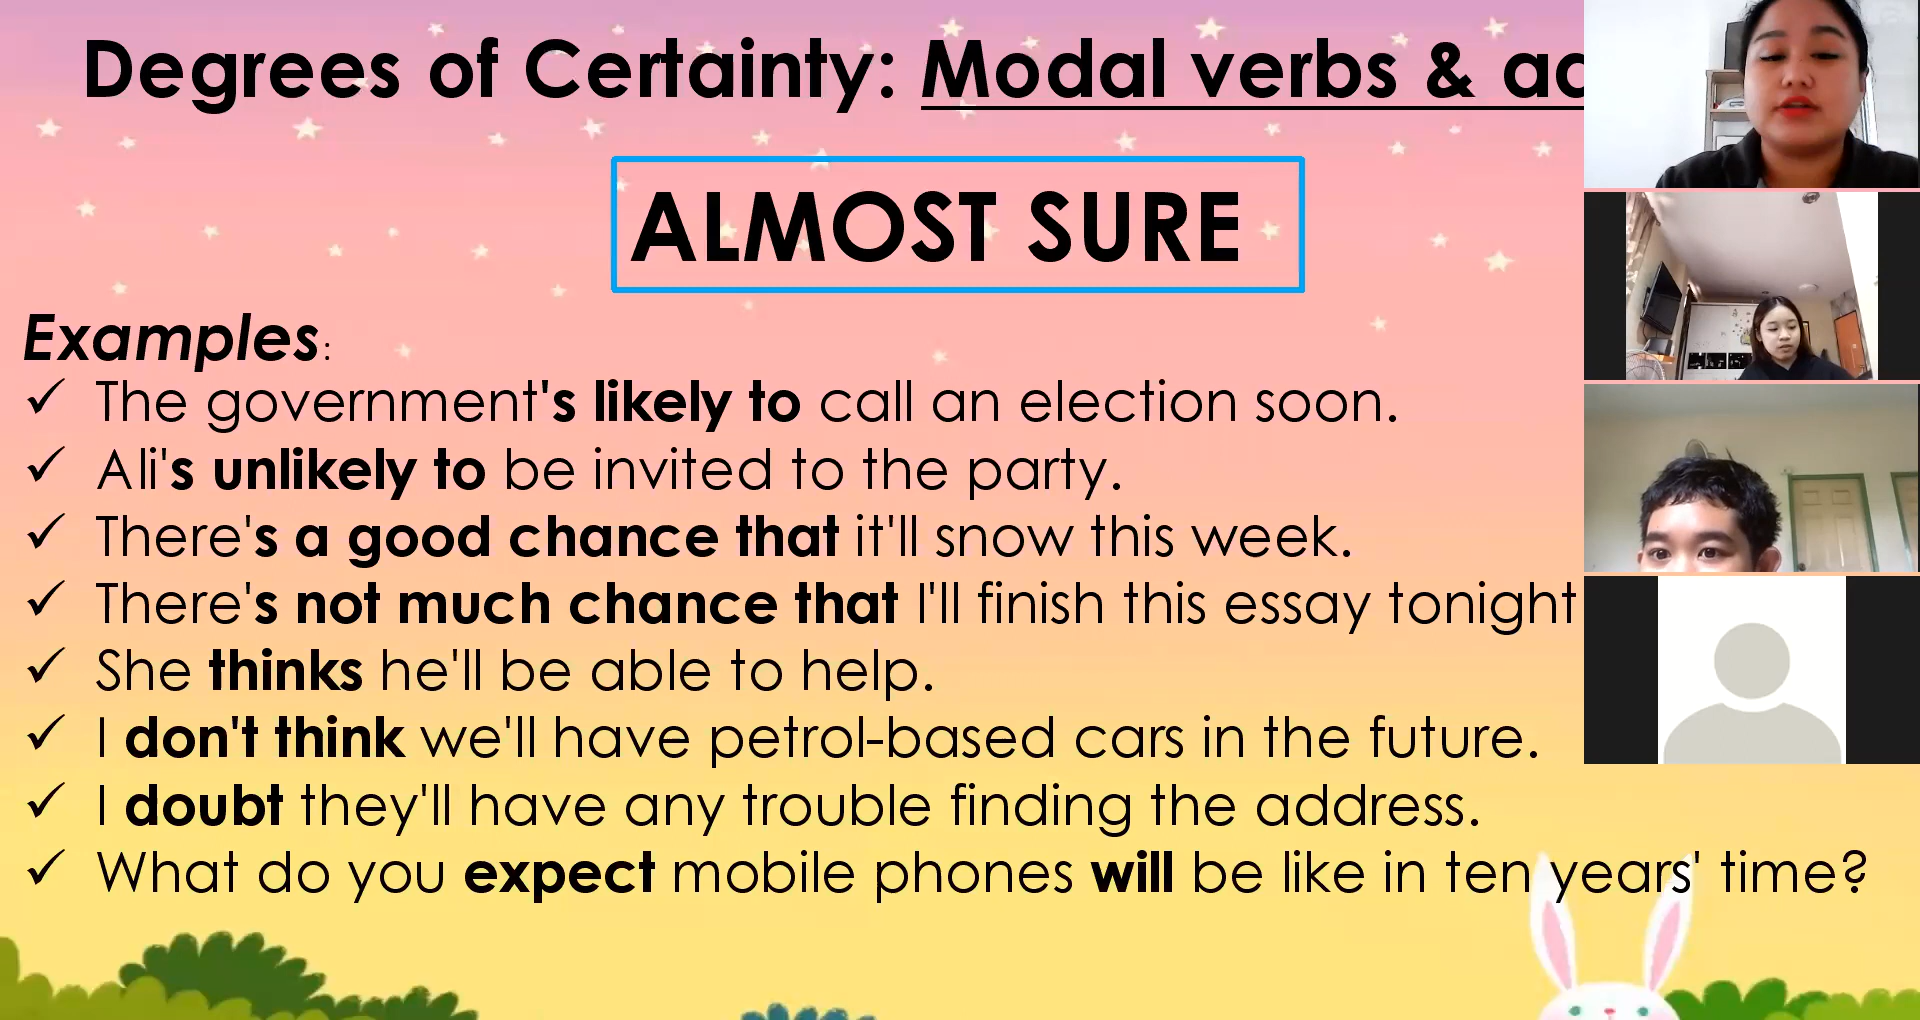 Degrees of Certainty: Modal verbs &
ALMOST SURE
Examples:
✓ The government's likely to call an election soon.
✓ Ali's unlikely to be invited to the party.
✓ There's a good chance that it'll snow this week.
✓ There's not much chance that I'll finish this essay tonight
✓ She thinks he'll be able to help.
✓ I don't think we'll have petrol-based cars in the future.
✓ I doubt they'll have any trouble finding the address.
✓ What do you expect mobile phones will be like in ten years' time?